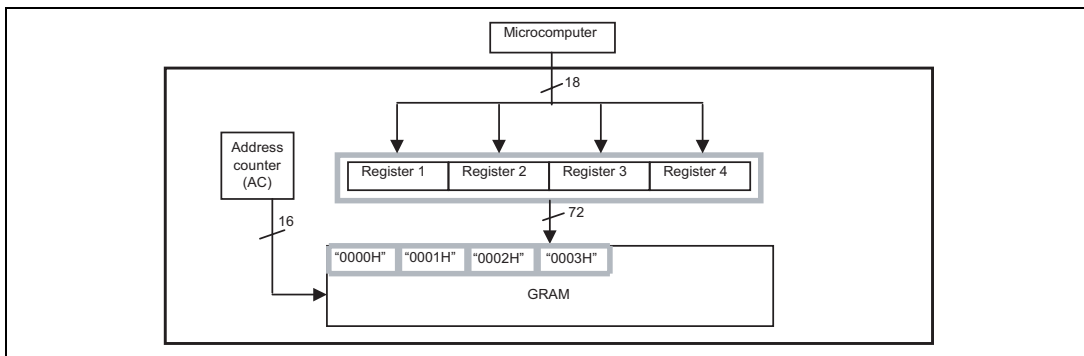 Microcomputer
18
Address
counter
(AC)
Register 1
Register 2
Register 3
Register 4
16
72
“0000H”
“0001H”
“0002H”
“0003H”
GRAM